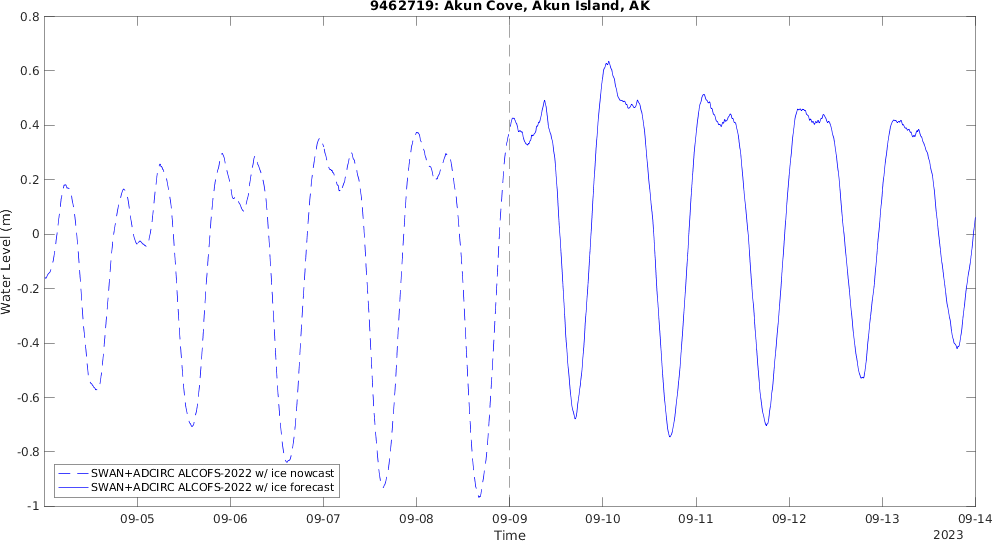 9462719: Akun Cove, Akun Island, AK
0.8
0.6
0.4
0.2
0
-0.2
-0.4
-0.6
-0.8
-1
Water Level (m)
SWAN+ADCIRC ALCOFS-2022 w/ ice nowcast
SWAN+ADCIRC ALCOFS-2022 w/ ice forecast
09-05 09-06 09-07 09-08 09-09 09-10 09-11 09-12 09-13 09-14
Time
2023